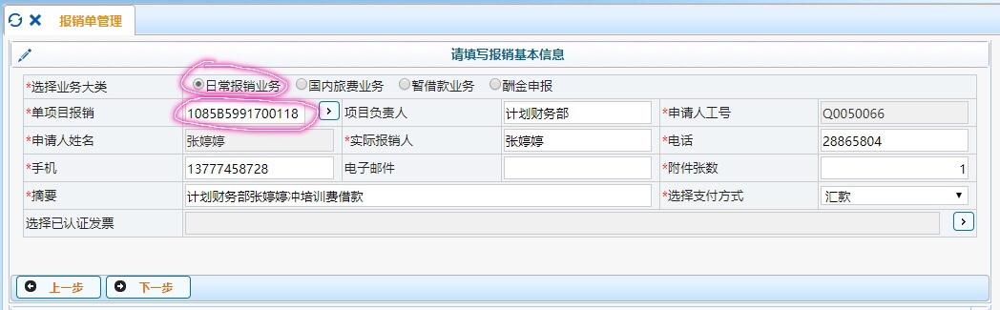 报销单管理
请填写报销基本信息
*选择业务大类 日常报销业务 国内旅费业务 暂借款业务 酬金申报
*单项目报销 1085B5991700118 项目负责人 计划财务部 *申请人工号 Q0050066
*申请人姓名 张婷婷 *实际报销人 张婷婷 *电话 28865804
*手机 13777458728 电子邮件 *附件张数 1
*摘要 计划财务部张婷婷冲培训费借款 *选择支付方式 汇款
选择已认证发票
上一步 下一步